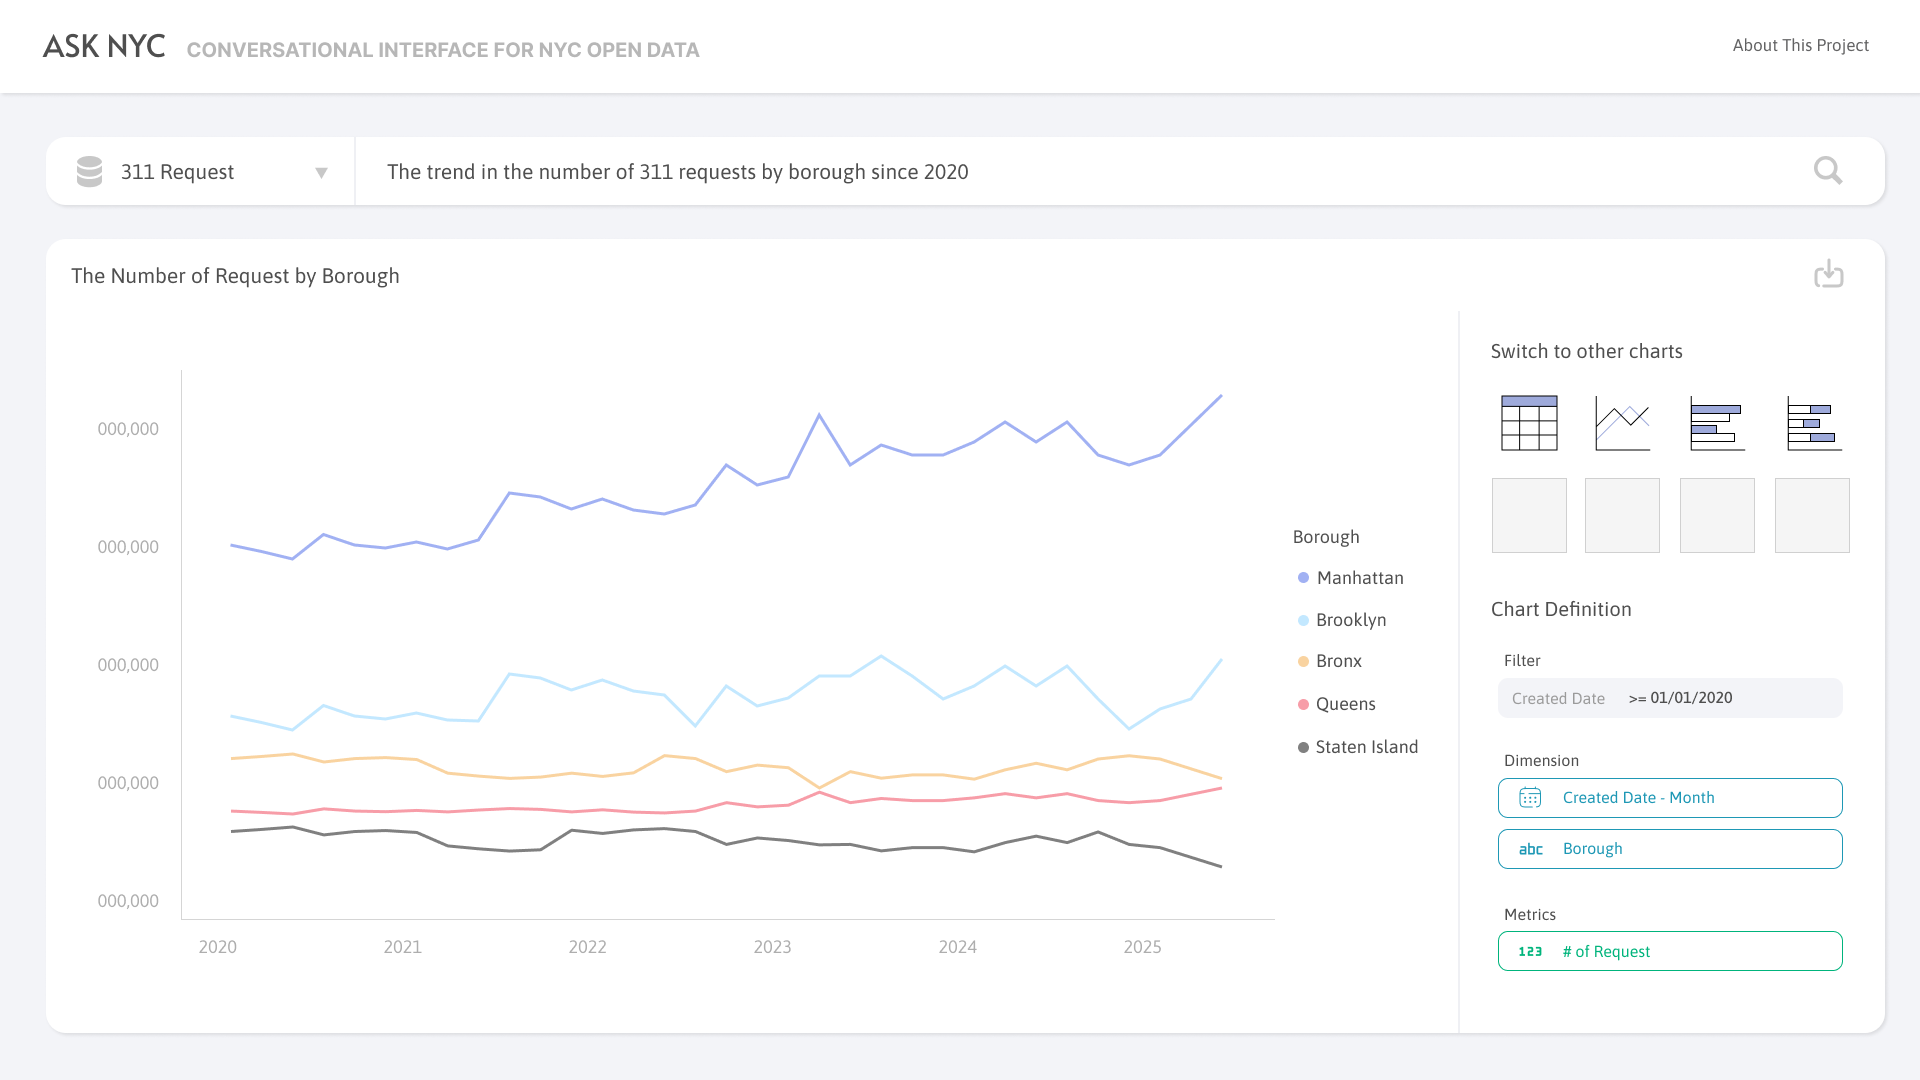 ASK NYC CONVERSATIONAL INTERFACE FOR NYC OPEN DATA
About This Project
311 Request ▼
The trend in the number of 311 requests by borough since 2020
The Number of Request by Borough
000,000
000,000
000,000
000,000
000,000
2020 2021 2022 2023 2024 2025
Borough
Manhattan
Brooklyn
Bronx
Queens
Staten Island
Switch to other charts
Chart Definition
Filter
Created Date >= 01/01/2020
Dimension
Created Date - Month
abc Borough
Metrics
123 # of Request